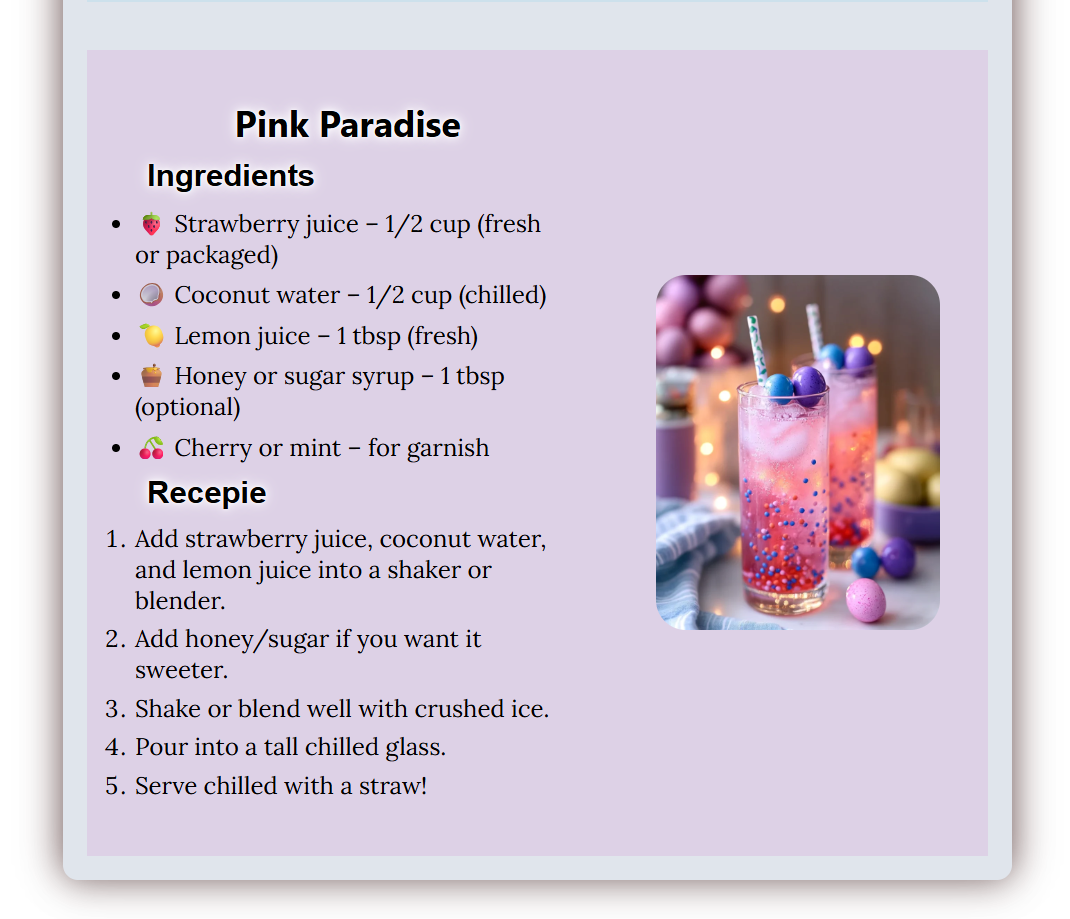 Pink Paradise
Ingredients
• 🍓 Strawberry juice – 1/2 cup (fresh
or packaged)
• 🥥 Coconut water – 1/2 cup (chilled)
• 🍋 Lemon juice – 1 tbsp (fresh)
• 🍯 Honey or sugar syrup – 1 tbsp
(optional)
• 🍒 Cherry or mint – for garnish
Recepie
1. Add strawberry juice, coconut water,
and lemon juice into a shaker or
blender.
2. Add honey/sugar if you want it
sweeter.
3. Shake or blend well with crushed ice.
4. Pour into a tall chilled glass.
5. Serve chilled with a straw!